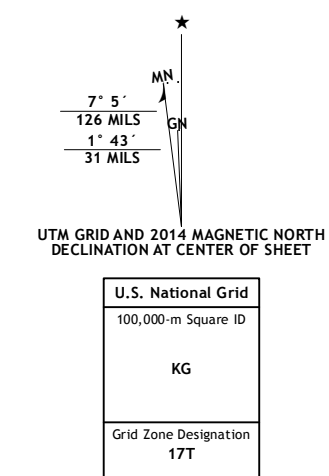 ★
MN
7° 5´
126 MILS
GN
1° 43´
31 MILS
UTM GRID AND 2014 MAGNETIC NORTH
DECLINATION AT CENTER OF SHEET
U.S. National Grid
100,000-m Square ID
KG
Grid Zone Designation
17T